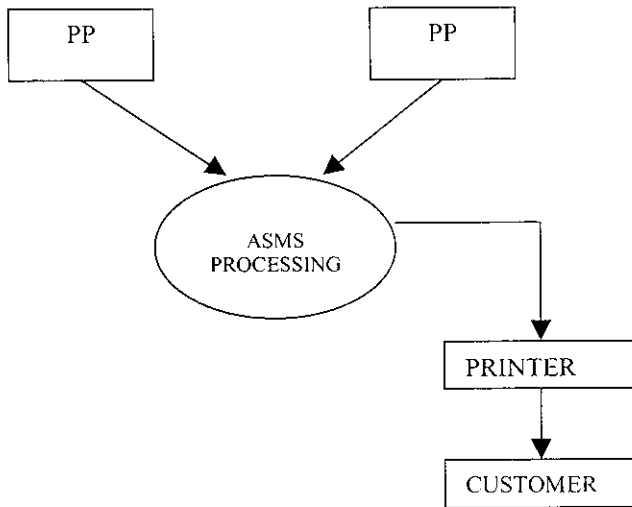 PP
PP
ASMS
PROCESSING
PRINTER
CUSTOMER